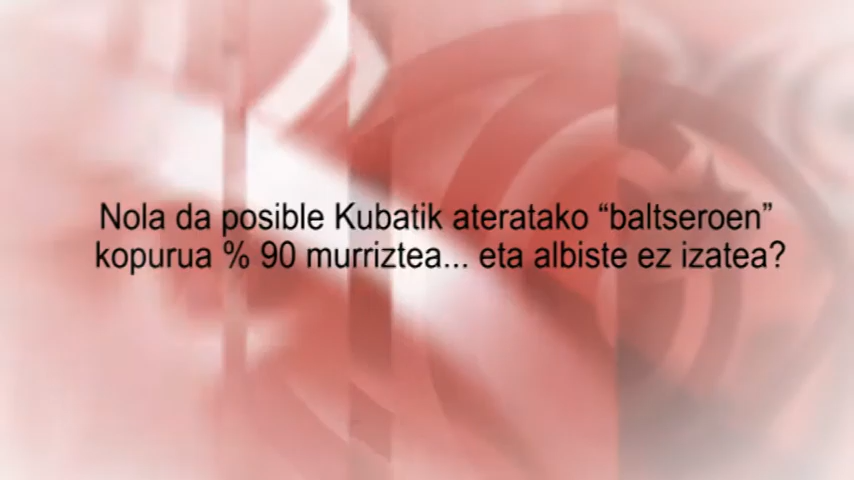 Nola da posible Kubatik ateratako “baltseroen”
kopurua % 90 murriztea... eta albiste ez izatea?